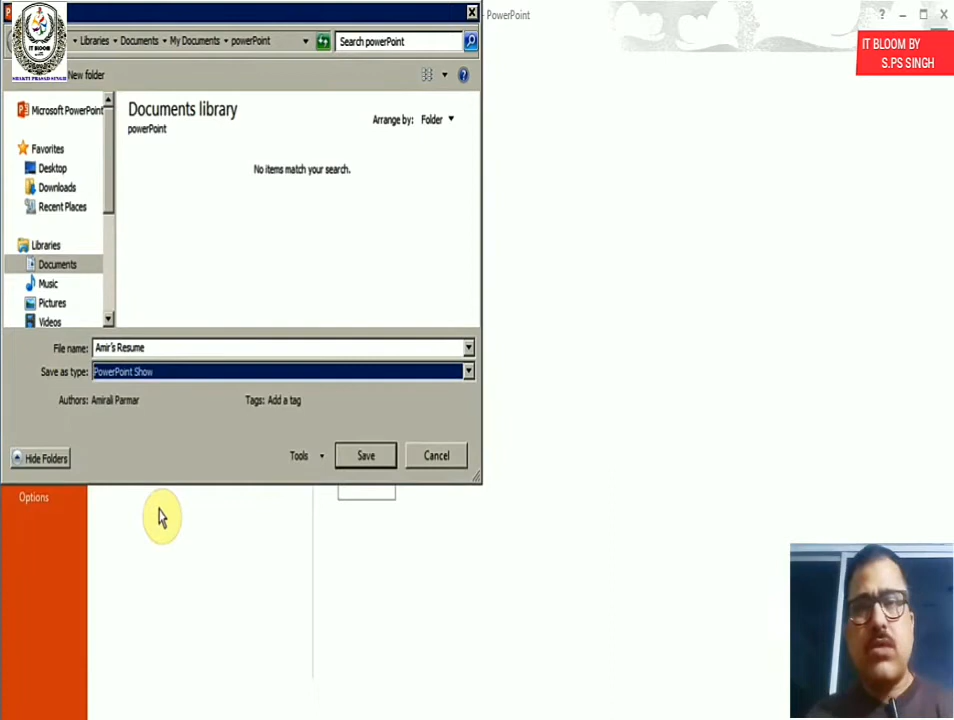 - PowerPoint
?
IT BLOOM BY
S.PS SINGH
IT BLOOM
SHAKTI PRASAD SINGH
Libraries
Documents
My Documents
powerPoint
Search powerPoint
New folder
Documents library
powerPoint
Arrange by:
Folder
No items match your search.
Microsoft PowerPoint
Favorites
Desktop
Downloads
Recent Places
Libraries
Documents
Music
Pictures
Videos
File name:
Amir's Resume
Save as type:
PowerPoint Show
Authors: Amirali Parmar
Tags: Add a tag
Hide Folders
Tools
Save
Cancel
Options